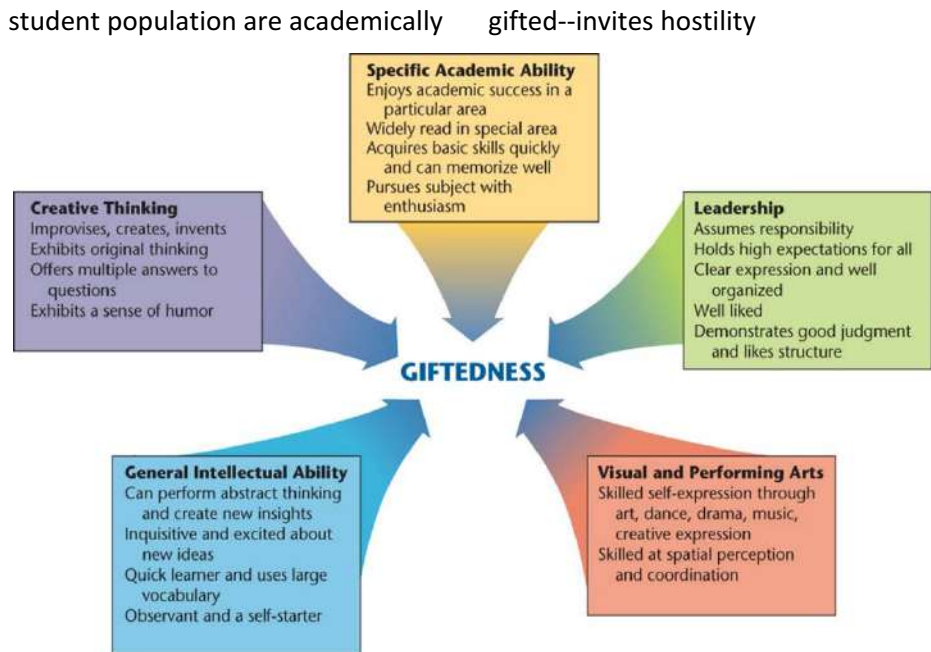 student population are academically gifted--invites hostility
Specific Academic Ability
Enjoys academic success in a
particular area
Widely read in special area
Acquires basic skills quickly
and can memorize well
Pursues subject with
enthusiasm
Creative Thinking
Improvises, creates, invents
Exhibits original thinking
Offers multiple answers to
questions
Exhibits a sense of humor
Leadership
Assumes responsibility
Holds high expectations for all
Clear expression and well
organized
Well liked
Demonstrates good judgment
and likes structure
GIFTEDNESS
General Intellectual Ability
Can perform abstract thinking
and create new insights
Inquisitive and excited about
new ideas
Quick learner and uses large
vocabulary
Observant and a self-starter
Visual and Performing Arts
Skilled self-expression through
art, dance, drama, music,
creative expression
Skilled at spatial perception
and coordination